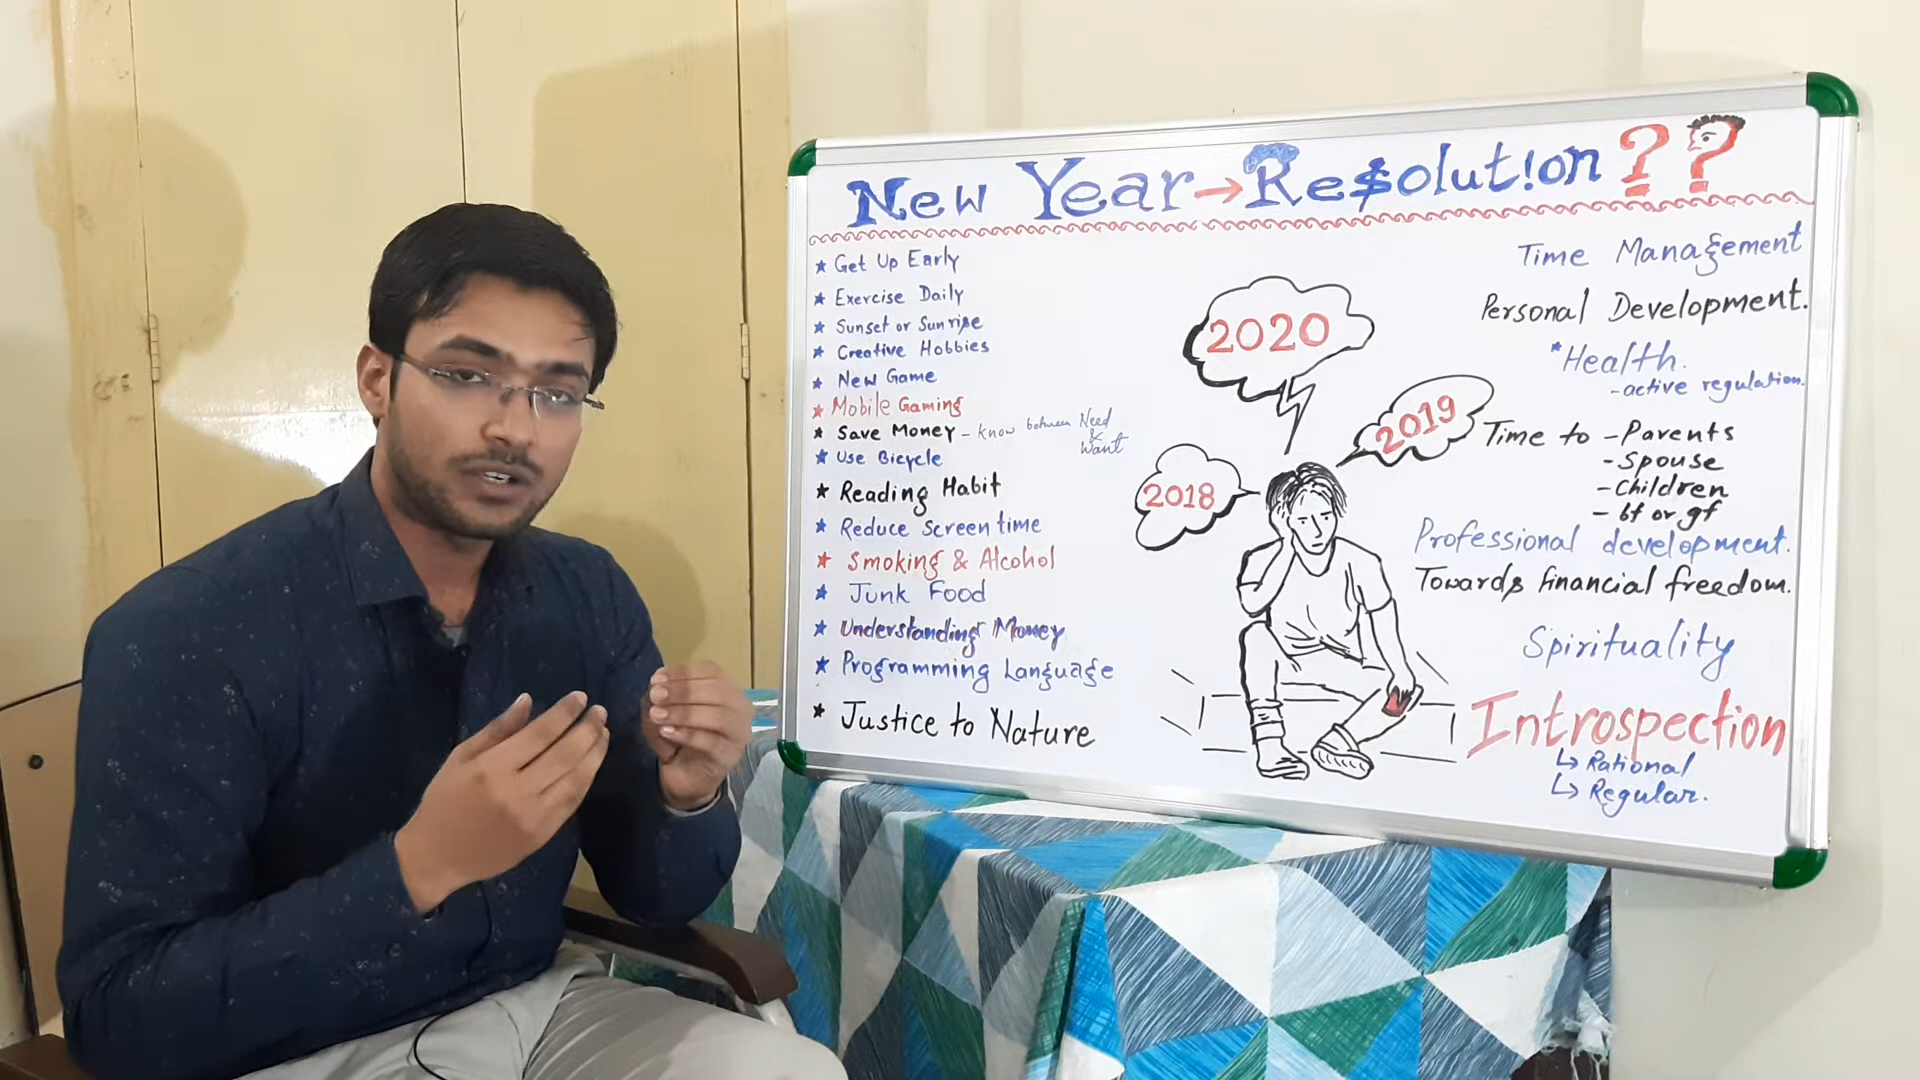 New Year → Re$olut!on ??
★ Get Up Early
★ Exercise Daily
★ Sunset or Sunrise
★ Creative Hobbies
★ New Game
★ Mobile Gaming
★ Save Money - know between Need & Want
★ Use Bicycle
★ Reading Habit
★ Reduce screen time
★ Smoking & Alcohol
★ Junk Food
★ Understanding Money
★ Programming Language
★ Justice to Nature
2020
2019
2018
Time Management
Personal Development.
*Health.
-active regulation.
Time to - Parents
- Spouse
- Children
- bf or gf
Professional development.
Towards financial freedom.
Spirituality
Introspection
↳ Rational
↳ Regular.